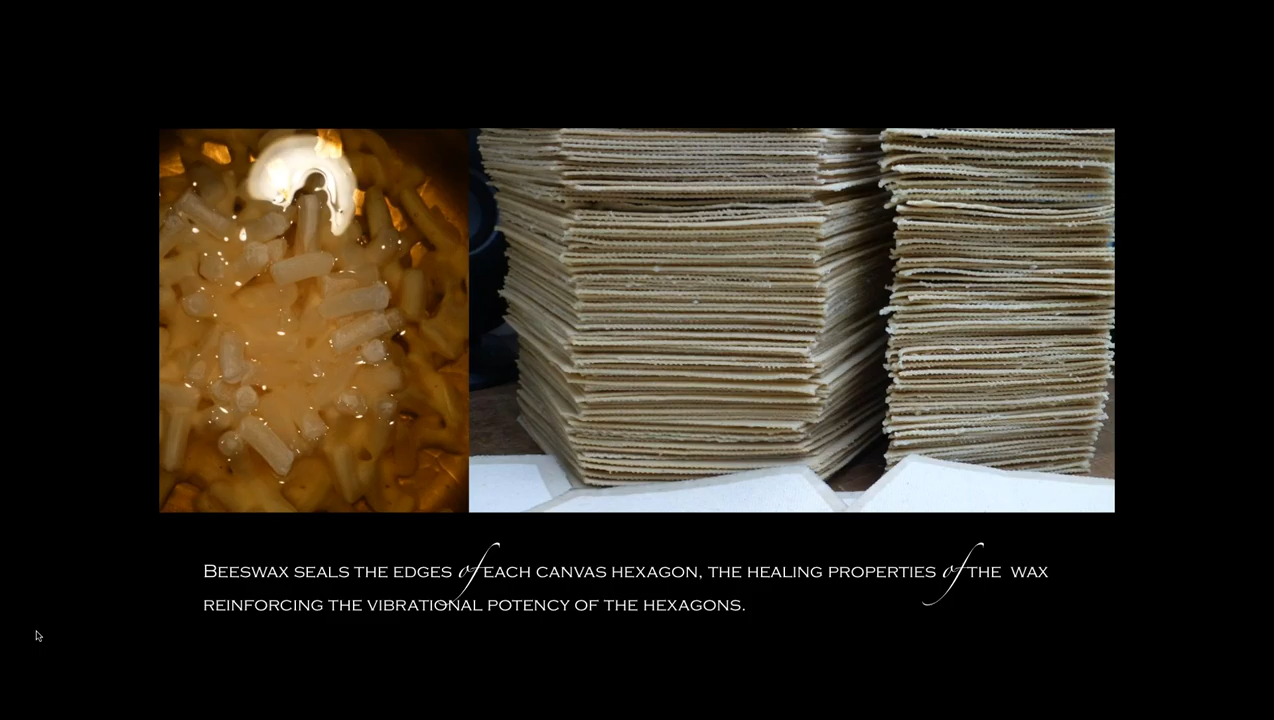 Beeswax seals the edges of each canvas hexagon, the healing properties of the wax
reinforcing the vibrational potency of the hexagons.